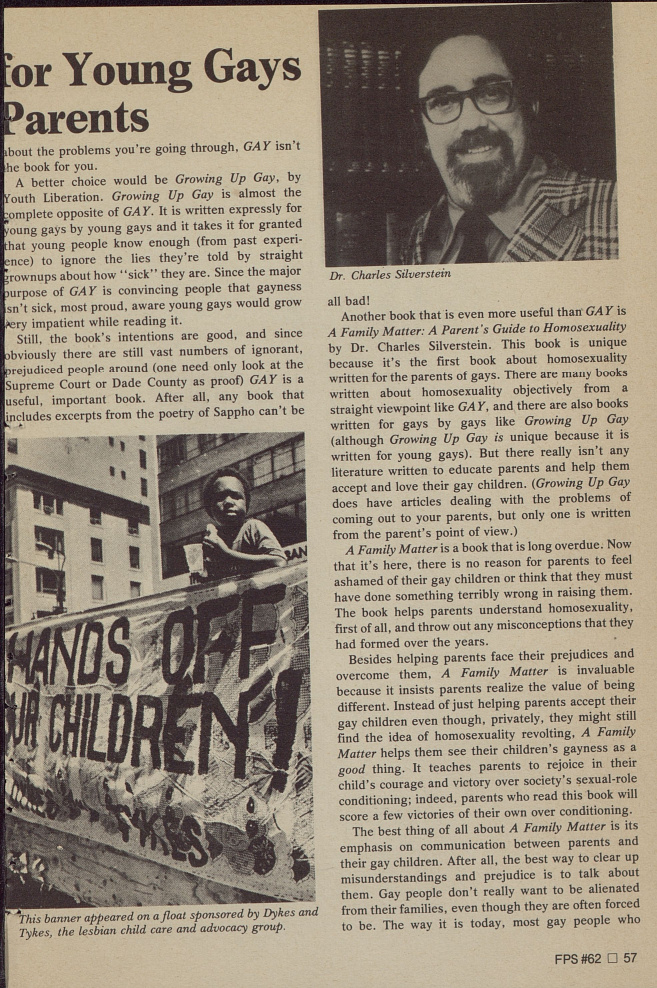 for Young Gays
Parents
about the problems you're going through, GAY isn't
the book for you.
A better choice would be Growing Up Gay, by
Youth Liberation. Growing Up Gay is almost the
complete opposite of GAY. It is written expressly for
young gays by young gays and it takes it for granted
that young people know enough (from past experi-
ence) to ignore the lies they're told by straight
grownups about how "sick" they are. Since the major
purpose of GAY is convincing people that gayness
isn't sick, most proud, aware young gays would grow
very impatient while reading it.
Still, the book's intentions are good, and since
obviously there are still vast numbers of ignorant,
prejudiced people around (one need only look at the
Supreme Court or Dade County as proof) GAY is a
useful, important book. After all, any book that
includes excerpts from the poetry of Sappho can't be
BAN
HANDS OFF
OUR CHILDREN!
TYKES
This banner appeared on a float sponsored by Dykes and
Tykes, the lesbian child care and advocacy group.
Dr. Charles Silverstein
all bad!
Another book that is even more useful than GAY is
A Family Matter: A Parent's Guide to Homosexuality
by Dr. Charles Silverstein. This book is unique
because it's the first book about homosexuality
written for the parents of gays. There are many books
written about homosexuality objectively from a
straight viewpoint like GAY, and there are also books
written for gays by gays like Growing Up Gay
(although Growing Up Gay is unique because it is
written for young gays). But there really isn't any
literature written to educate parents and help them
accept and love their gay children. (Growing Up Gay
does have articles dealing with the problems of
coming out to your parents, but only one is written
from the parent's point of view.)
A Family Matter is a book that is long overdue. Now
that it's here, there is no reason for parents to feel
ashamed of their gay children or think that they must
have done something terribly wrong in raising them.
The book helps parents understand homosexuality,
first of all, and throw out any misconceptions that they
had formed over the years.
Besides helping parents face their prejudices and
overcome them, A Family Matter is invaluable
because it insists parents realize the value of being
different. Instead of just helping parents accept their
gay children even though, privately, they might still
find the idea of homosexuality revolting, A Family
Matter helps them see their children's gayness as a
good thing. It teaches parents to rejoice in their
child's courage and victory over society's sexual-role
conditioning; indeed, parents who read this book will
score a few victories of their own over conditioning.
The best thing of all about A Family Matter is its
emphasis on communication between parents and
their gay children. After all, the best way to clear up
misunderstandings and prejudice is to talk about
them. Gay people don't really want to be alienated
from their families, even though they are often forced
to be. The way it is today, most gay people who
FPS #62 □ 57